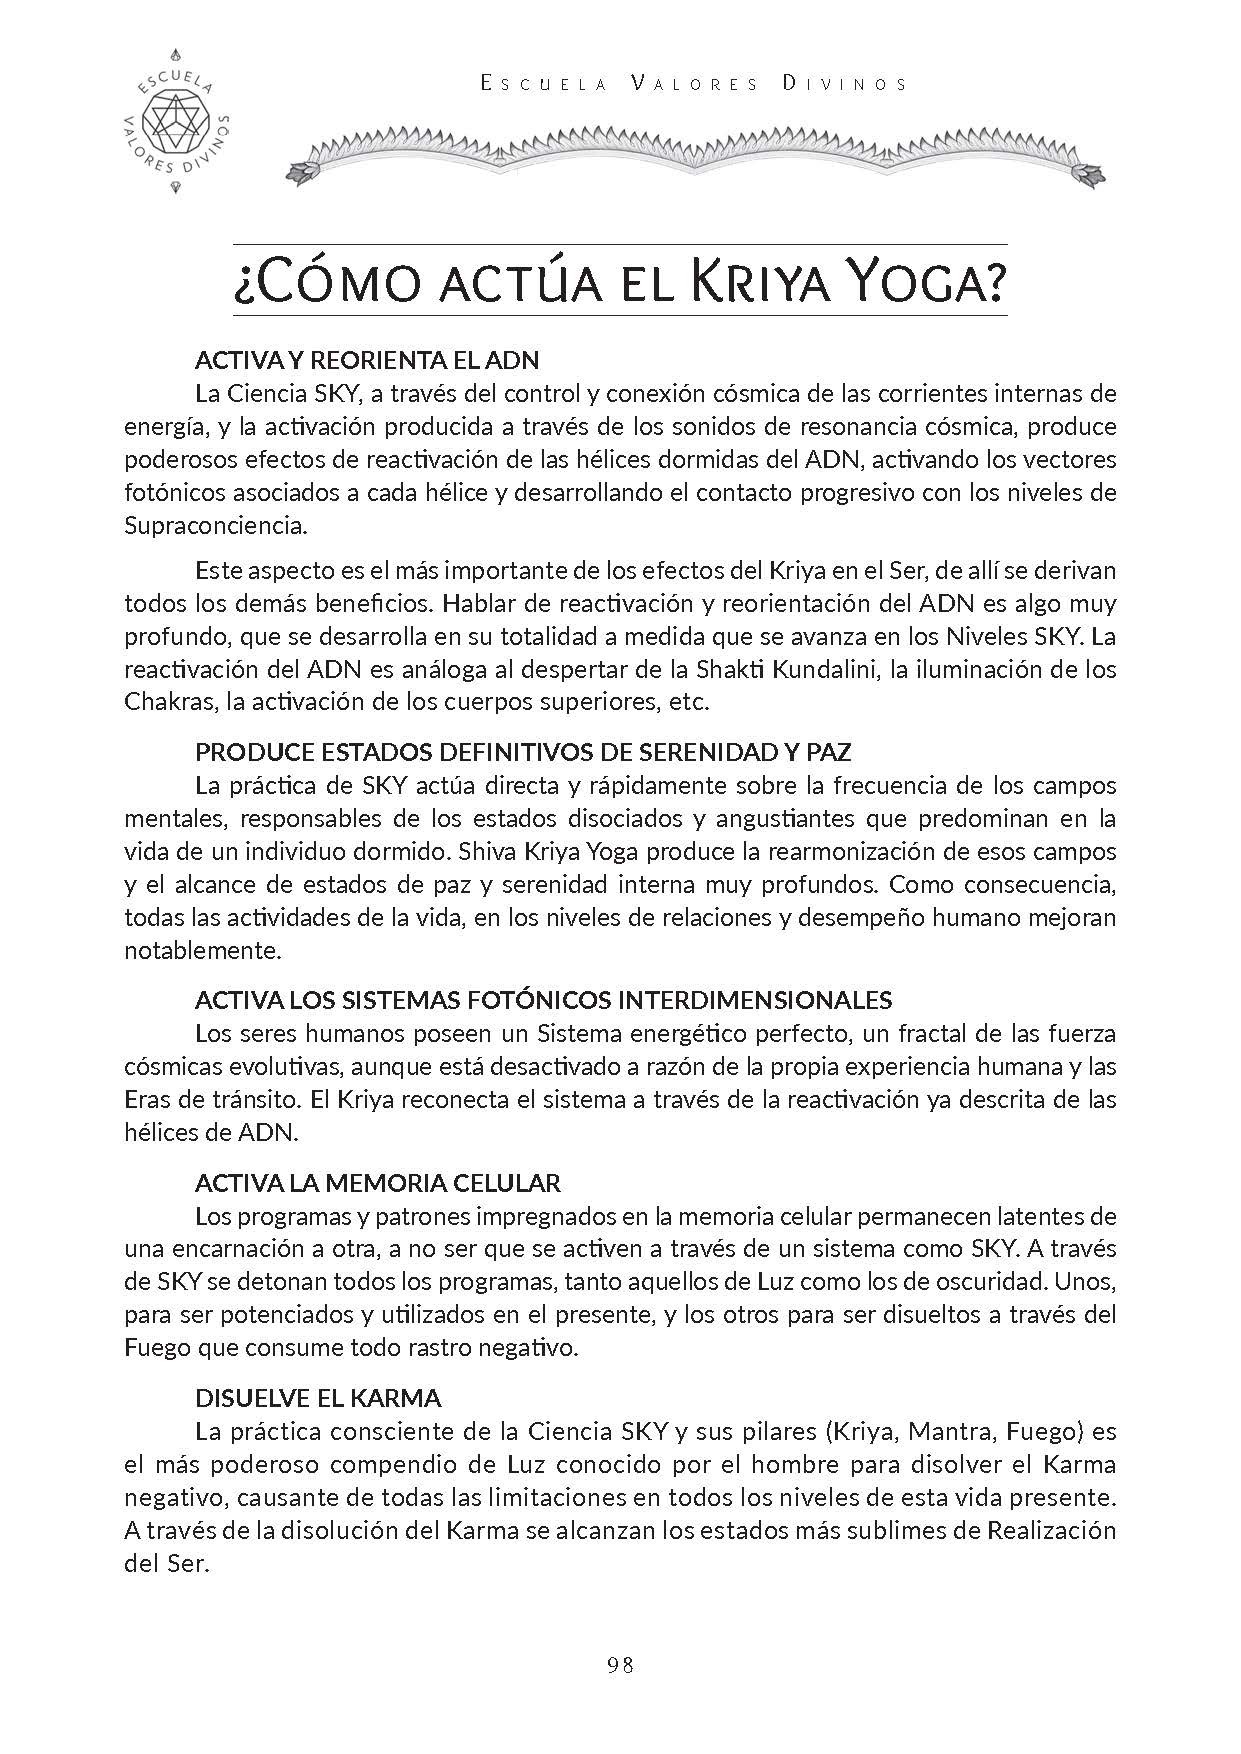 ESCUELA VALORES DIVINOS
ESCUELA VALORES DIVINOS
¿CÓMO ACTÚA EL KRIYA YOGA?
ACTIVA Y REORIENTA EL ADN
La Ciencia SKY, a través del control y conexión cósmica de las corrientes internas de
energía, y la activación producida a través de los sonidos de resonancia cósmica, produce
poderosos efectos de reactivación de las hélices dormidas del ADN, activando los vectores
fotónicos asociados a cada hélice y desarrollando el contacto progresivo con los niveles de
Supraconciencia.
Este aspecto es el más importante de los efectos del Kriya en el Ser, de allí se derivan
todos los demás beneficios. Hablar de reactivación y reorientación del ADN es algo muy
profundo, que se desarrolla en su totalidad a medida que se avanza en los Niveles SKY. La
reactivación del ADN es análoga al despertar de la Shakti Kundalini, la iluminación de los
Chakras, la activación de los cuerpos superiores, etc.
PRODUCE ESTADOS DEFINITIVOS DE SERENIDAD Y PAZ
La práctica de SKY actúa directa y rápidamente sobre la frecuencia de los campos
mentales, responsables de los estados disociados y angustiantes que predominan en la
vida de un individuo dormido. Shiva Kriya Yoga produce la rearmonización de esos campos
y el alcance de estados de paz y serenidad interna muy profundos. Como consecuencia,
todas las actividades de la vida, en los niveles de relaciones y desempeño humano mejoran
notablemente.
ACTIVA LOS SISTEMAS FOTÓNICOS INTERDIMENSIONALES
Los seres humanos poseen un Sistema energético perfecto, un fractal de las fuerza
cósmicas evolutivas, aunque está desactivado a razón de la propia experiencia humana y las
Eras de tránsito. El Kriya reconecta el sistema a través de la reactivación ya descrita de las
hélices de ADN.
ACTIVA LA MEMORIA CELULAR
Los programas y patrones impregnados en la memoria celular permanecen latentes de
una encarnación a otra, a no ser que se activen a través de un sistema como SKY. A través
de SKY se detonan todos los programas, tanto aquellos de Luz como los de oscuridad. Unos,
para ser potenciados y utilizados en el presente, y los otros para ser disueltos a través del
Fuego que consume todo rastro negativo.
DISUELVE EL KARMA
La práctica consciente de la Ciencia SKY y sus pilares (Kriya, Mantra, Fuego) es
el más poderoso compendio de Luz conocido por el hombre para disolver el Karma
negativo, causante de todas las limitaciones en todos los niveles de esta vida presente.
A través de la disolución del Karma se alcanzan los estados más sublimes de Realización
del Ser.
98